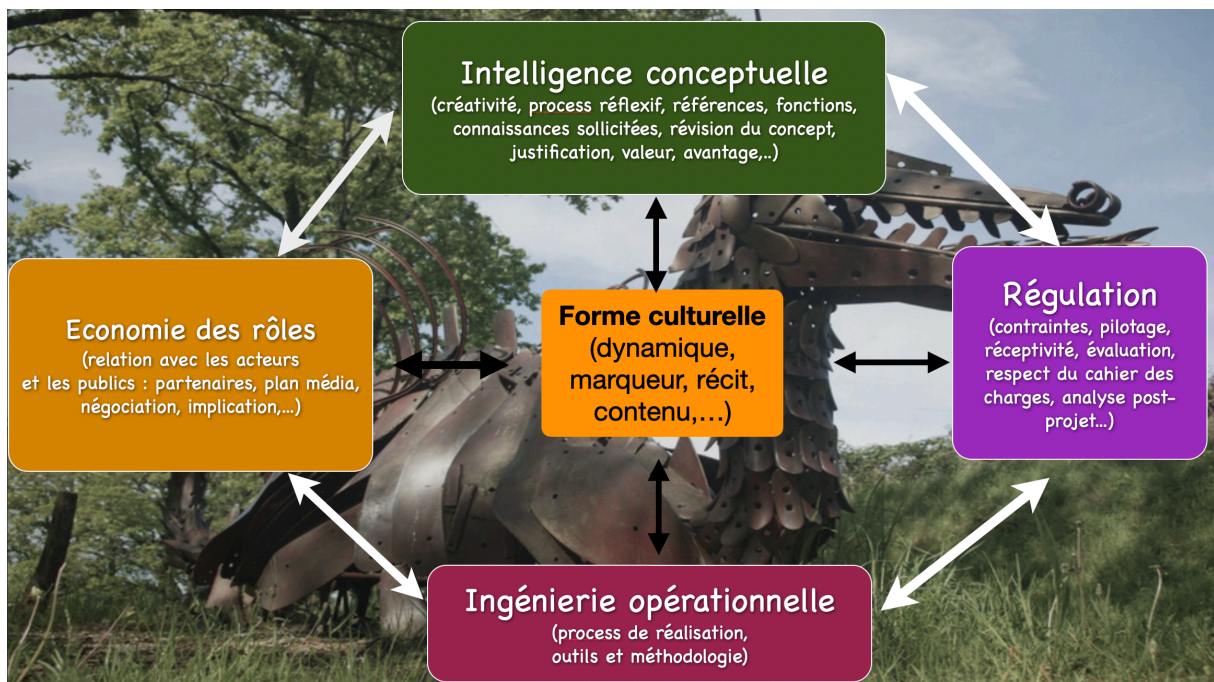 Intelligence conceptuelle
(créativité, process réflexif, références, fonctions,
connaissances sollicitées, révision du concept,
justification, valeur, avantage,..)
Economie des rôles
(relation avec les acteurs
et les publics : partenaires, plan média,
négociation, implication,...)
Forme culturelle
(dynamique,
marqueur, récit,
contenu,…)
Régulation
(contraintes, pilotage,
réceptivité, évaluation,
respect du cahier des
charges, analyse post-
projet...)
Ingénierie opérationnelle
(process de réalisation,
outils et méthodologie)